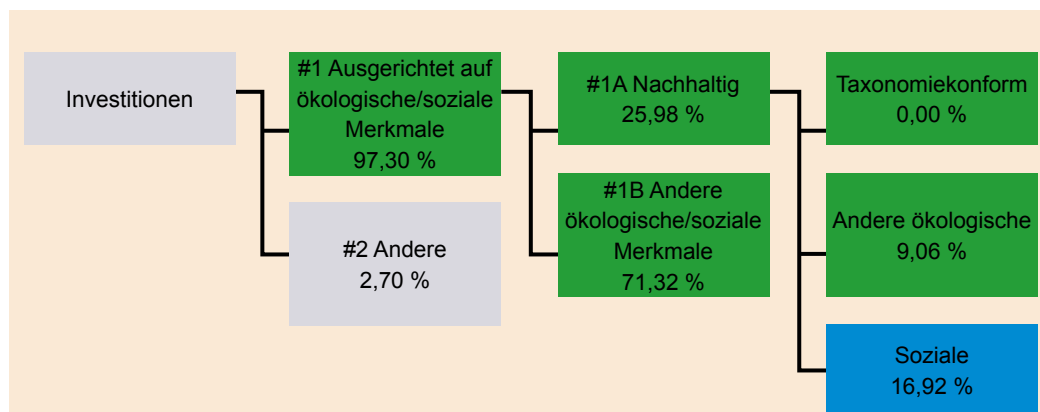 Investitionen
#1 Ausgerichtet auf
ökologische/soziale
Merkmale
97,30 %
#2 Andere
2,70 %
#1A Nachhaltig
25,98 %
#1B Andere
ökologische/soziale
Merkmale
71,32 %
Taxonomiekonform
0,00 %
Andere ökologische
9,06 %
Soziale
16,92 %